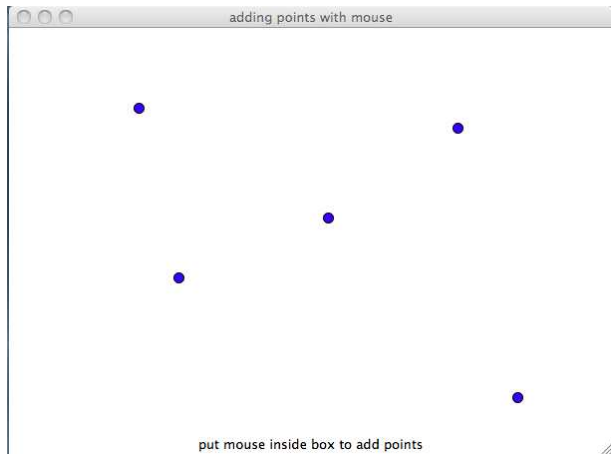 adding points with mouse
put mouse inside box to add points